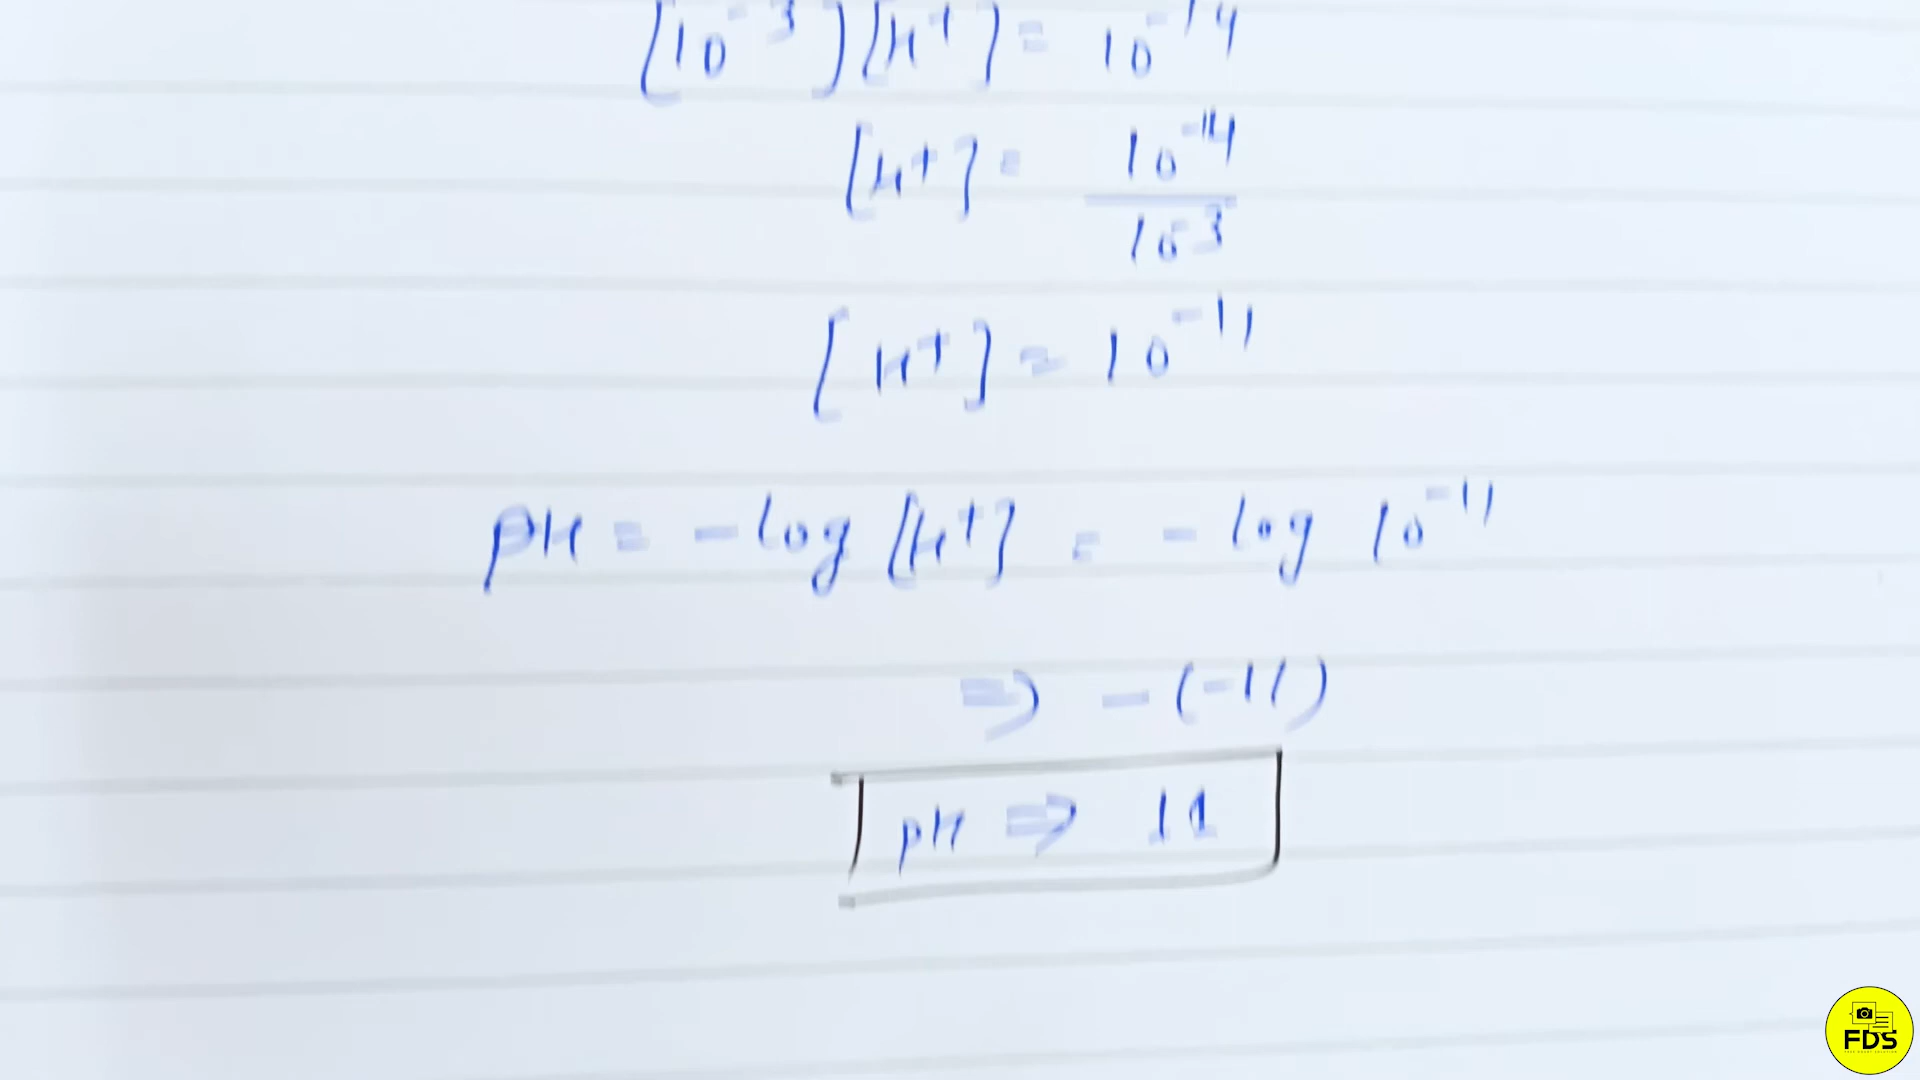 [10⁻³][H⁺] = 10⁻¹⁴
[H⁺] = 10⁻¹⁴ / 10⁻³
[H⁺] = 10⁻¹¹
pH = -log [H⁺] = - log 10⁻¹¹
⇒ -(-11)
pH ⇒ 11
FDS